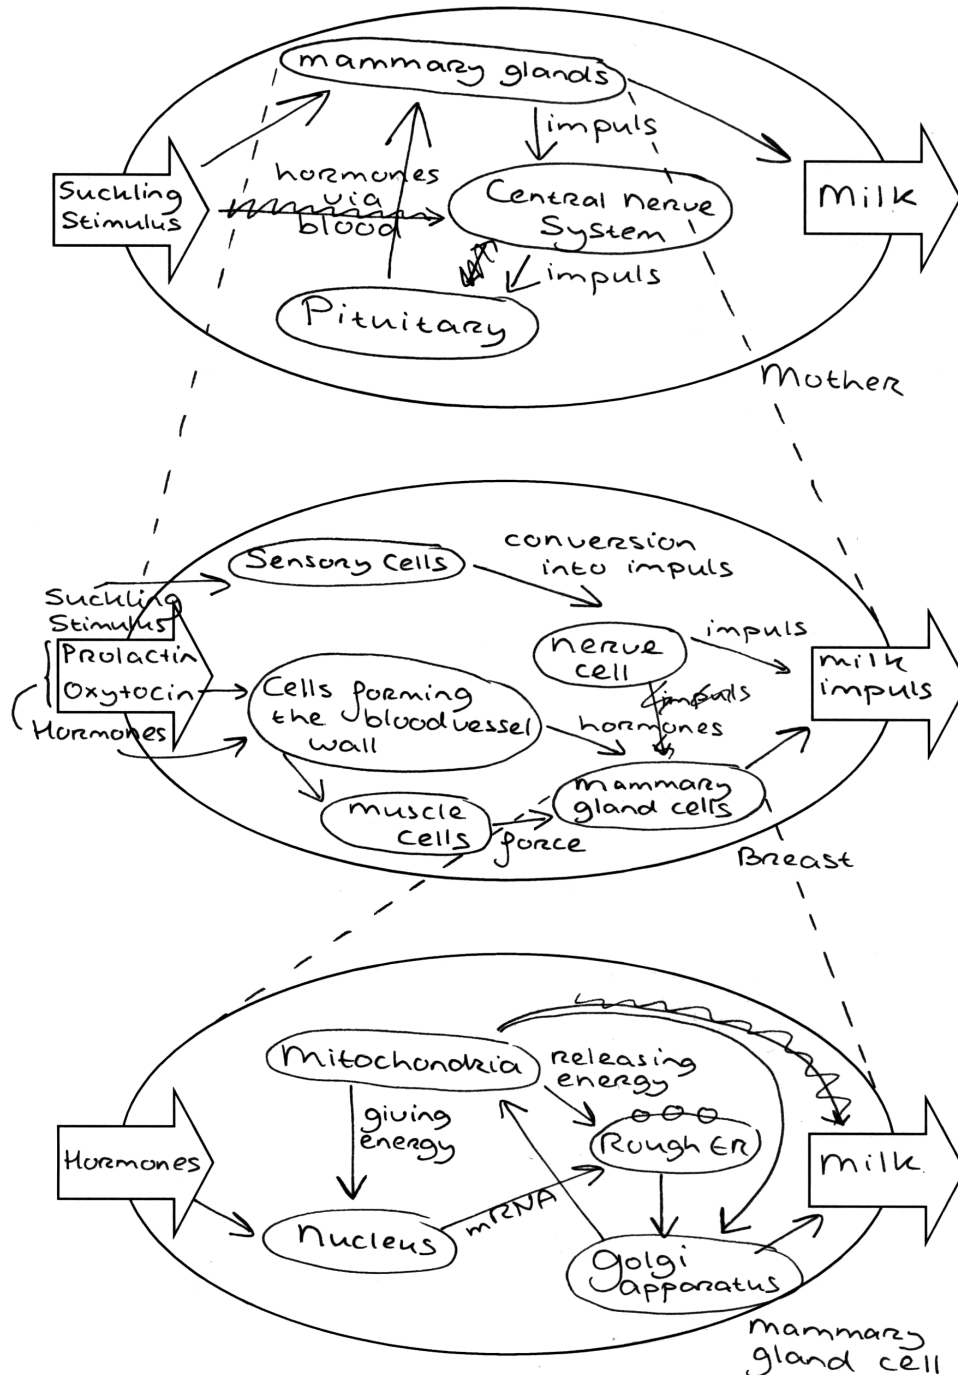 mammary glands
impuls
Suckling
Stimulus
hormones
via
blood
Central nerve
System
Milk
impuls
Pituitary
Mother
Sensory cells
conversion
into impuls
Suckling
Stimulus
Prolactin
Oxytocin
Hormones
nerve
cell
impuls
milk
impuls
Cells forming
the bloodvessel
wall
impuls
hormones
mammary
gland cells
muscle
cells
force
Breast
Mitochondria
Releasing
energy
giving
energy
Rough ER
Hormones
milk
mRNA
Nucleus
golgi
apparatus
mammary
gland cell